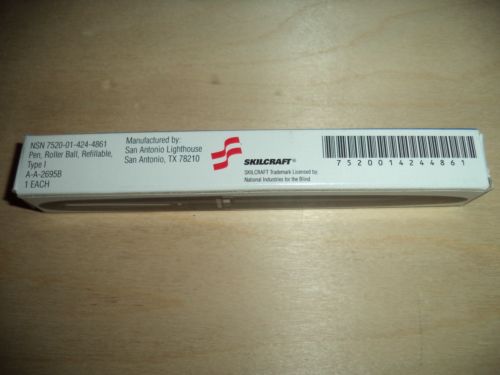 NSN 7520-01-424-4861
Pen, Roller Ball, Refillable,
Type I
A-A-2695B
1 EACH
Manufactured by:
San Antonio Lighthouse
San Antonio, TX 78210
SKILCRAFT®
SKILCRAFT Trademark Licensed by:
National Industries for the Blind
7520014244861